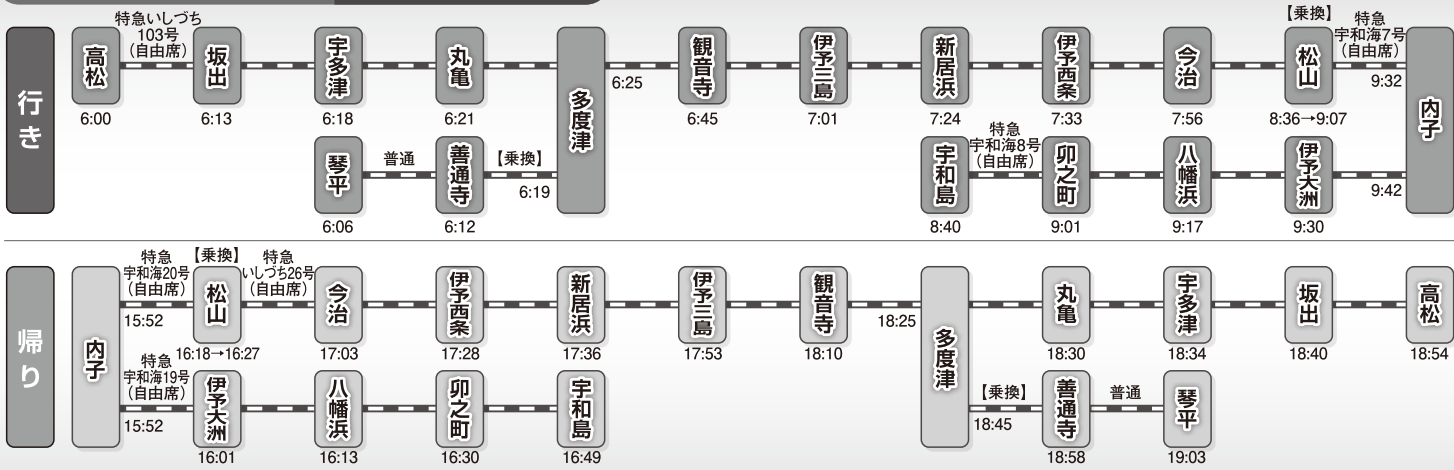 行き
特急いしづち
103号
（自由席）
高松
6:00
坂出
6:13
宇多津
6:18
丸亀
6:21
多度津
6:25
観音寺
6:45
伊予三島
7:01
新居浜
7:24
伊予西条
7:33
今治
7:56
【乗換】
松山
8:36→9:07
特急
宇和海7号
（自由席）
9:32
内子
琴平
6:06
普通
善通寺
6:12
【乗換】
6:19
宇和島
8:40
特急
宇和海8号
（自由席）
卯之町
9:01
八幡浜
9:17
伊予大洲
9:30
9:42
帰り
内子
特急
宇和海20号
（自由席）
15:52
【乗換】
松山
16:18→16:27
特急
いしづち26号
（自由席）
今治
17:03
伊予西条
17:28
新居浜
17:36
伊予三島
17:53
観音寺
18:10
18:25
多度津
丸亀
18:30
宇多津
18:34
坂出
18:40
高松
18:54
特急
宇和海19号
（自由席）
15:52
伊予大洲
16:01
八幡浜
16:13
卯之町
16:30
宇和島
16:49
【乗換】
18:45
善通寺
18:58
普通
琴平
19:03